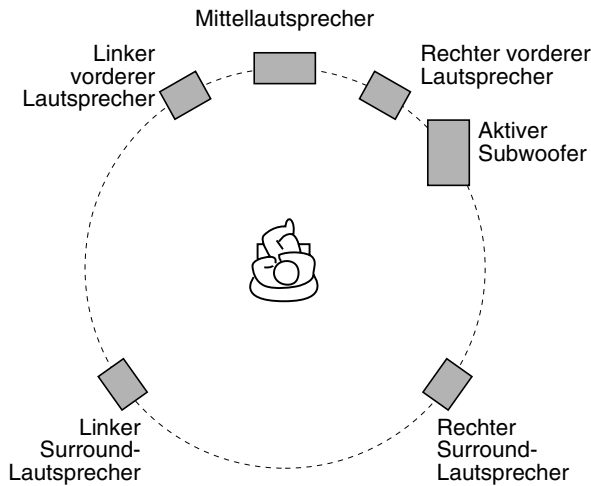 Mittellautsprecher
Linker
vorderer
Lautsprecher
Rechter vorderer
Lautsprecher
Aktiver
Subwoofer
Linker
Surround-
Lautsprecher
Rechter
Surround-
Lautsprecher